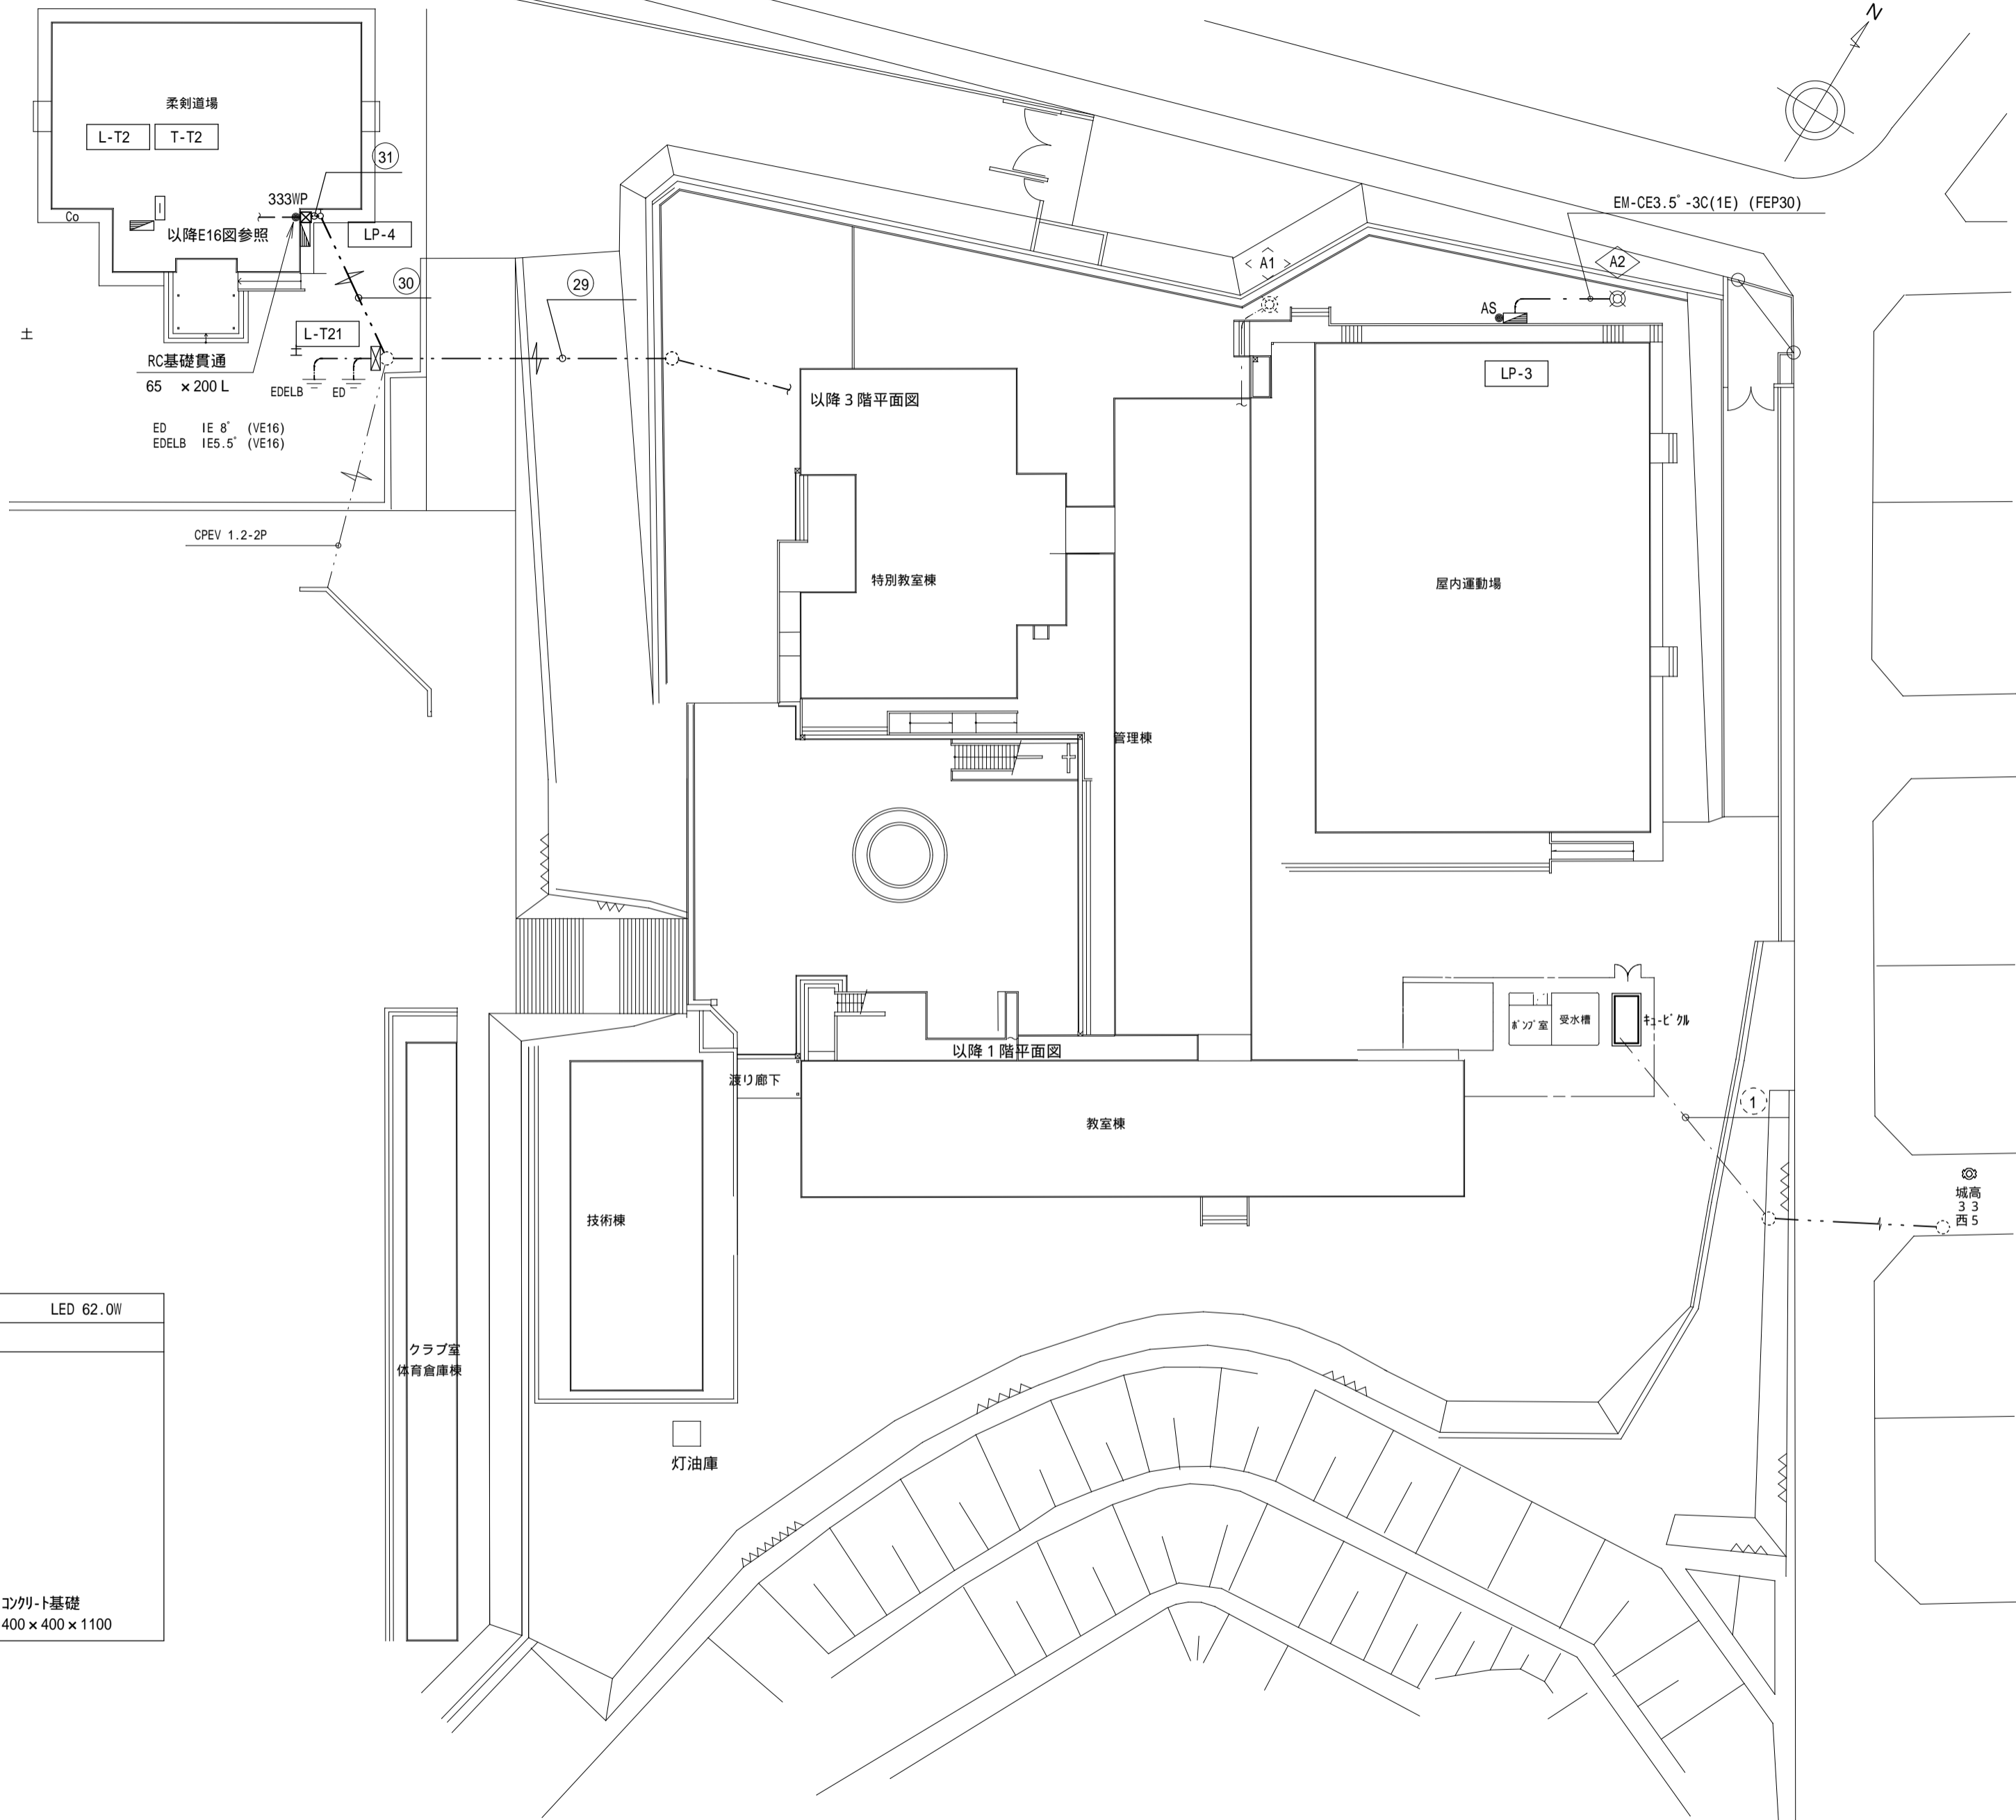 N
柔剣道場
L-T2
T-T2
31
333WP
Co
以降E16図参照
LP-4
EM-CE3.5゜-3C(1E) (FEP30)
A1
A2
30
29
AS
L-T21
土
土
RC基礎貫通
65 ×200L
EDELB
ED
LP-3
以降３階平面図
ED IE 8゜ (VE16)
EDELB IE5.5゜ (VE16)
CPEV 1.2-2P
特別教室棟
屋内運動場
管理棟
ﾎﾟﾝﾌﾟ室
受水槽
ｷｭｰﾋﾞｸﾙ
以降１階平面図
渡り廊下
1
教室棟
城高
３３
西５
技術棟
LED 62.0W
クラブ室
体育倉庫棟
灯油庫
ｺﾝｸﾘｰﾄ基礎
400×400×1100